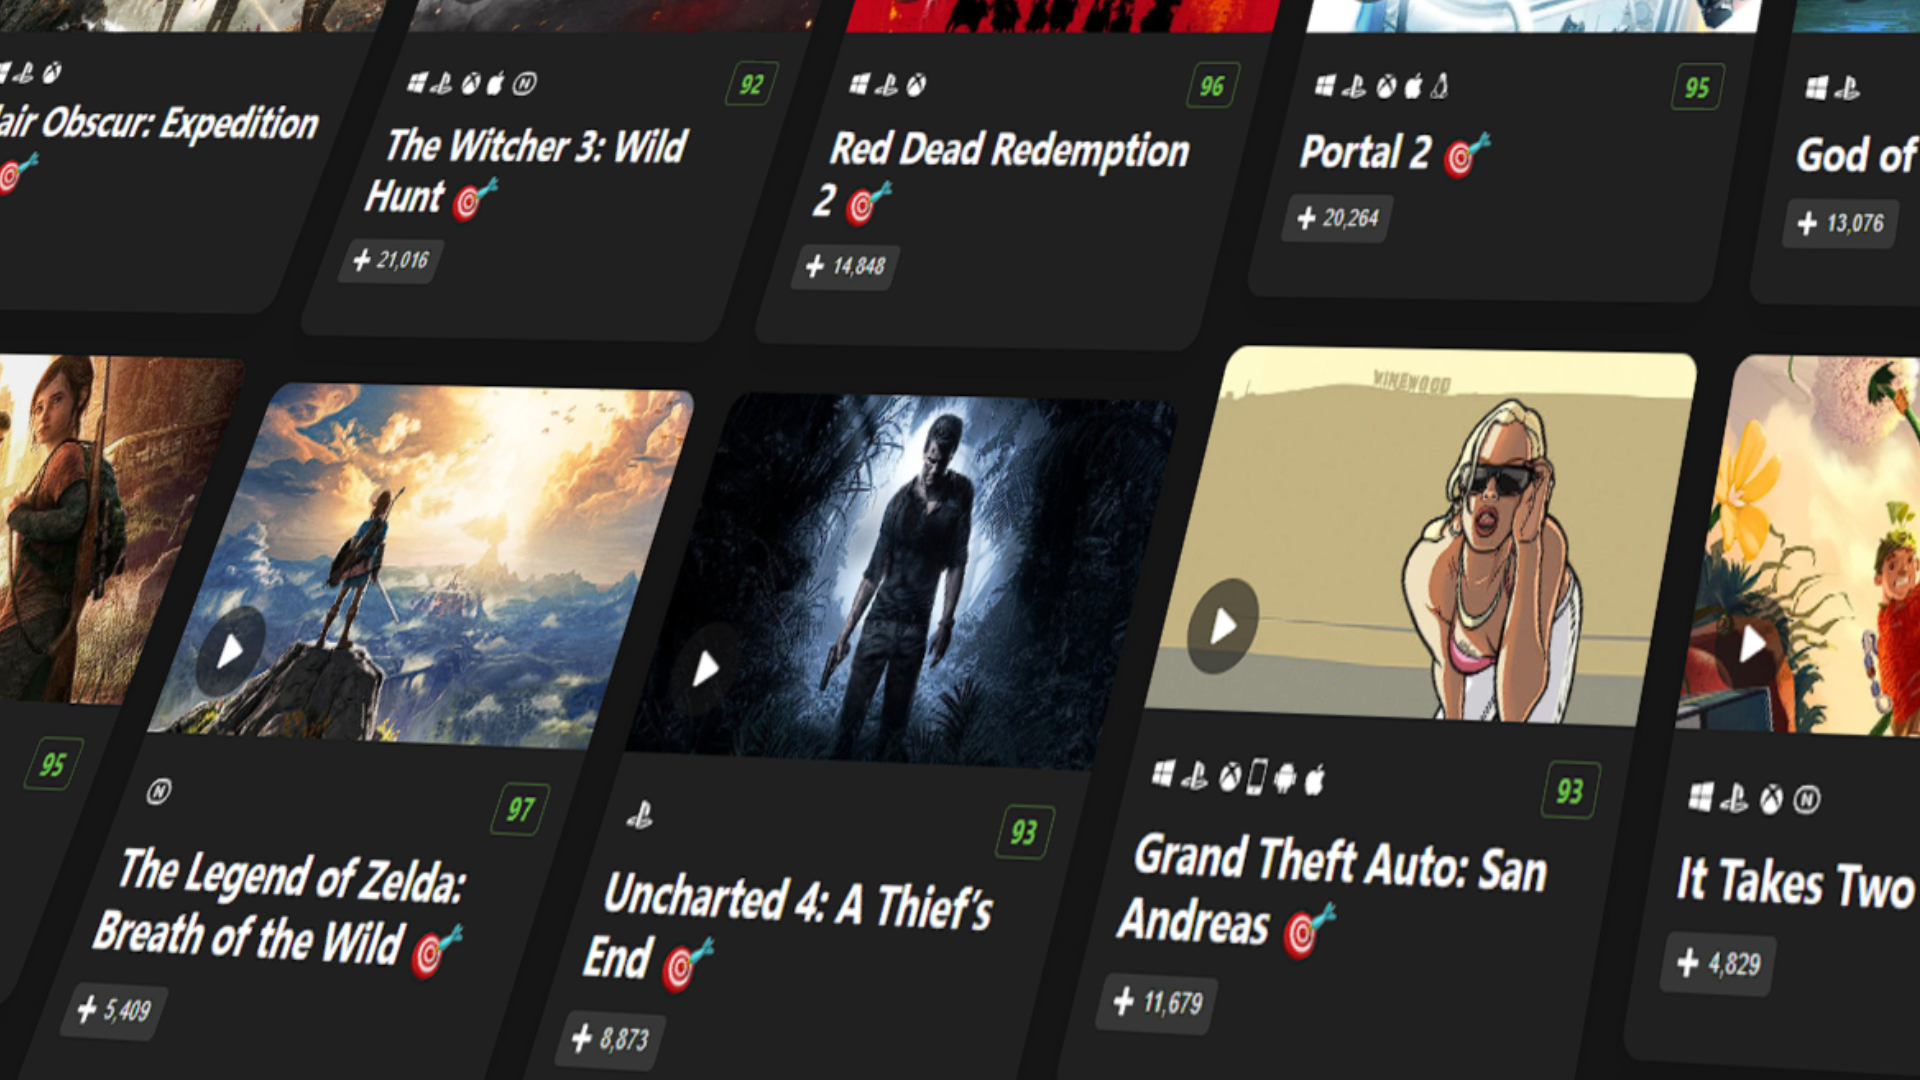 air Obscur: Expedition
92
The Witcher 3: Wild
Hunt
21,016
96
Red Dead Redemption
2
14,848
95
Portal 2
20,264
God of
13,076
95
97
The Legend of Zelda:
Breath of the Wild
5,409
93
Uncharted 4: A Thief's
End
8,873
VINEWOOD
93
Grand Theft Auto: San
Andreas
11,679
It Takes Two
4,829